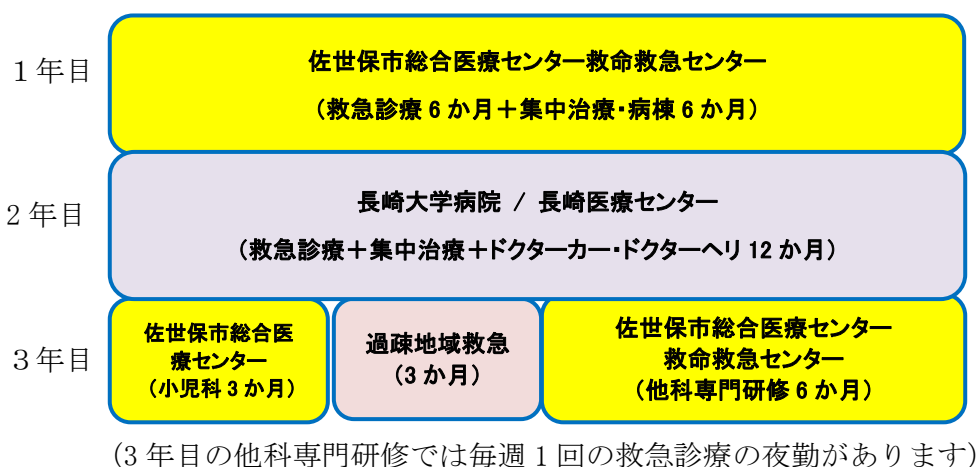 １年目
佐世保市総合医療センター救命救急センター
（救急診療 6 か月＋集中治療・病棟 6 か月）
2 年目
長崎大学病院 / 長崎医療センター
（救急診療＋集中治療＋ドクターカー・ドクターヘリ 12 か月）
３年目
佐世保市総合医
療センター
（小児科 3 か月）
過疎地域救急
（3 か月）
佐世保市総合医療センター
救命救急センター
（他科専門研修 6 か月）
(3 年目の他科専門研修では毎週 1 回の救急診療の夜勤があります)